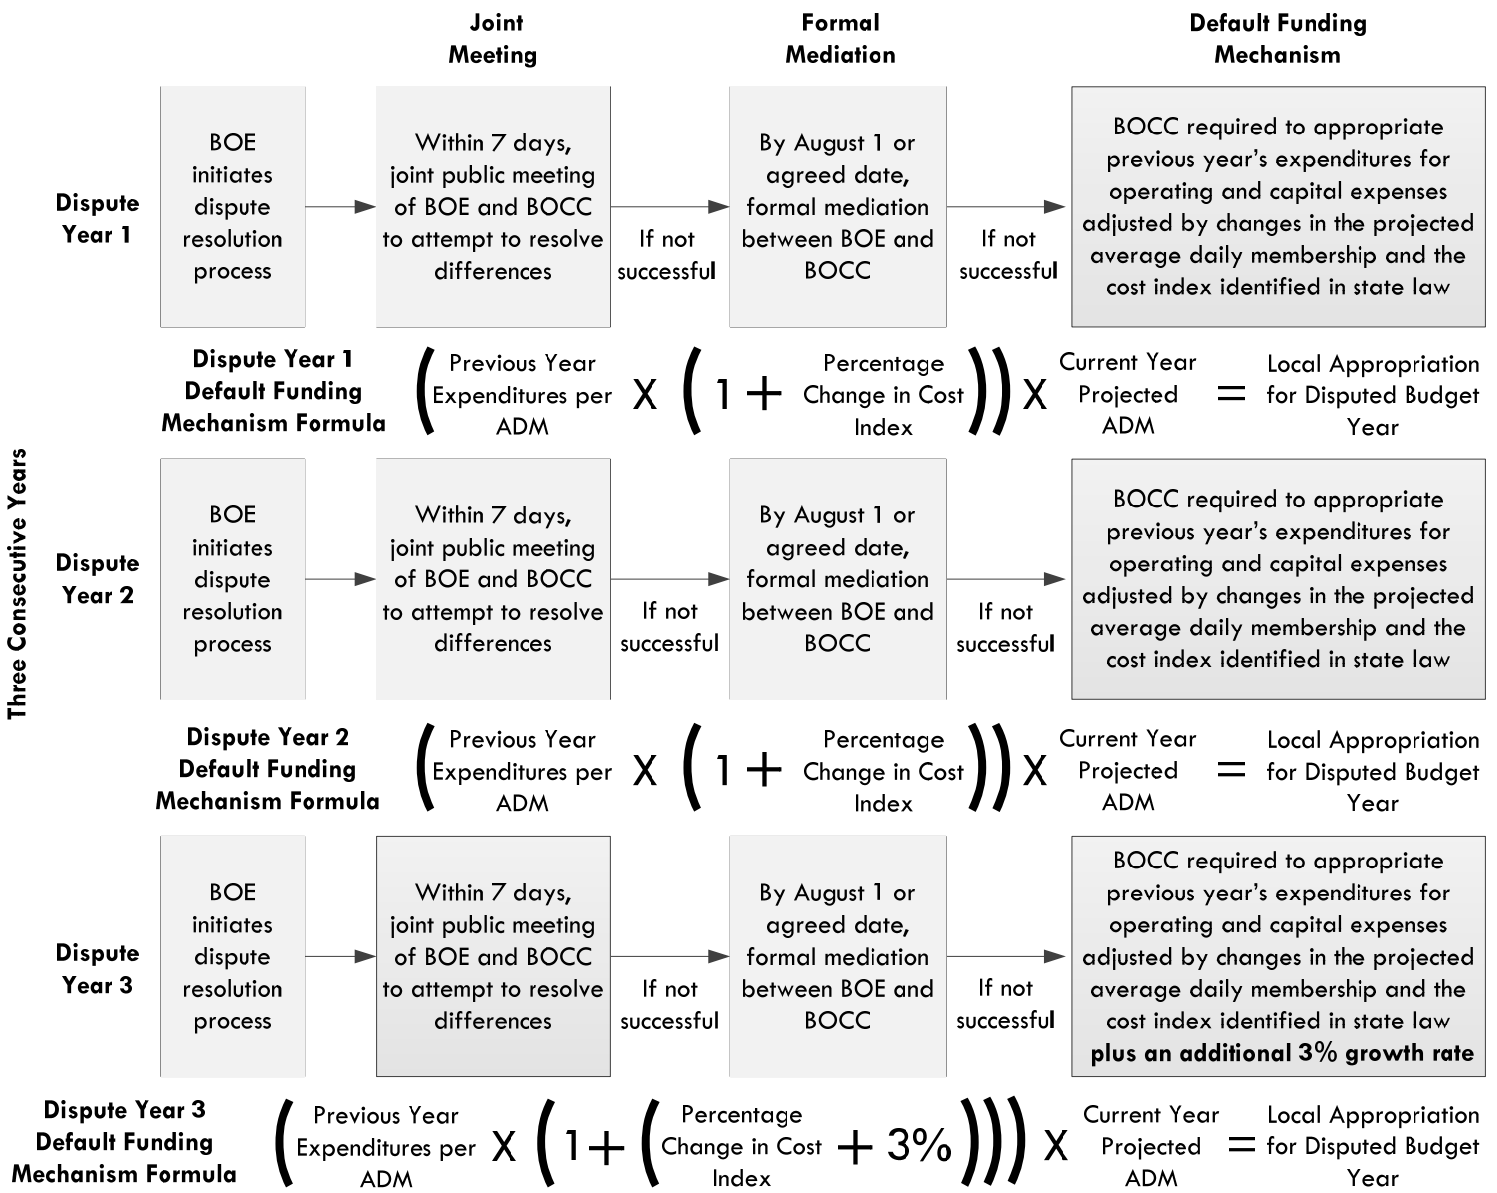 Joint
Meeting
Formal
Mediation
Default Funding
Mechanism
Three Consecutive Years
Dispute
Year 1
BOE
initiates
dispute
resolution
process
Within 7 days,
joint public meeting
of BOE and BOCC
to attempt to resolve
differences
If not
successful
By August 1 or
agreed date,
formal mediation
between BOE and
BOCC
If not
successful
BOCC required to appropriate
previous year's expenditures for
operating and capital expenses
adjusted by changes in the projected
average daily membership and the
cost index identified in state law
Dispute Year 1
Default Funding
Mechanism Formula
(
Previous Year
Expenditures per
ADM
X
(
1 +
Percentage
Change in Cost
Index
))
X
Current Year
Projected
ADM
=
Local Appropriation
for Disputed Budget
Year
Dispute
Year 2
BOE
initiates
dispute
resolution
process
Within 7 days,
joint public meeting
of BOE and BOCC
to attempt to resolve
differences
If not
successful
By August 1 or
agreed date,
formal mediation
between BOE and
BOCC
If not
successful
BOCC required to appropriate
previous year's expenditures for
operating and capital expenses
adjusted by changes in the projected
average daily membership and the
cost index identified in state law
Dispute Year 2
Default Funding
Mechanism Formula
(
Previous Year
Expenditures per
ADM
X
(
1 +
Percentage
Change in Cost
Index
))
X
Current Year
Projected
ADM
=
Local Appropriation
for Disputed Budget
Year
Dispute
Year 3
BOE
initiates
dispute
resolution
process
Within 7 days,
joint public meeting
of BOE and BOCC
to attempt to resolve
differences
If not
successful
By August 1 or
agreed date,
formal mediation
between BOE and
BOCC
If not
successful
BOCC required to appropriate
previous year's expenditures for
operating and capital expenses
adjusted by changes in the projected
average daily membership and the
cost index identified in state law
plus an additional 3% growth rate
Dispute Year 3
Default Funding
Mechanism Formula
(
Previous Year
Expenditures per
ADM
X
(
1 +
(
Percentage
Change in Cost
Index
+ 3%
)))
X
Current Year
Projected
ADM
=
Local Appropriation
for Disputed Budget
Year